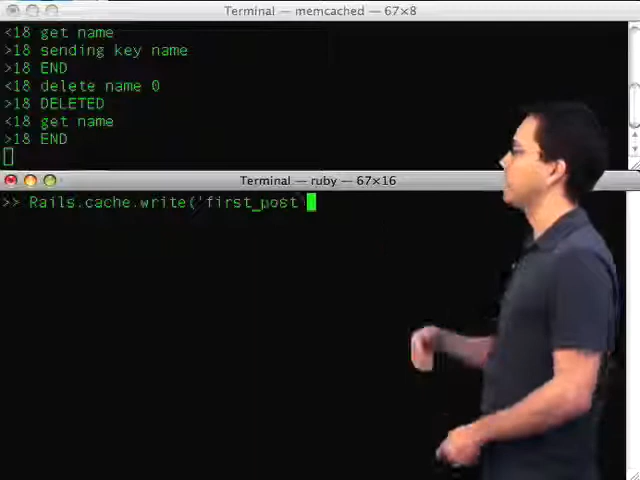 Terminal — memcached — 67×8
<18 get name
>18 sending key name
>18 END
<18 delete name 0
>18 DELETED
<18 get name
>18 END
Terminal — ruby — 67×16
>> Rails.cache.write('first_post